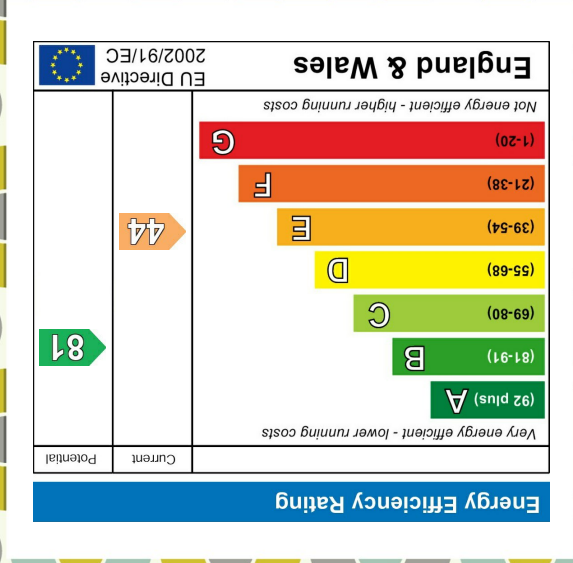 Energy Efficiency Rating
Current
Potential
Very energy efficient - lower running costs
(92 plus) A
(81-91) B
81
(69-80) C
(55-68) D
(39-54) E
44
(21-38) F
(1-20) G
Not energy efficient - higher running costs
England & Wales
EU Directive
2002/91/EC